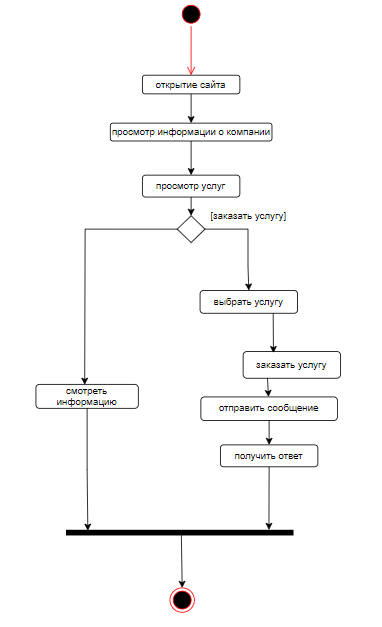 открытие сайта
просмотр информации о компании
просмотр услуг
[заказать услугу]
выбрать услугу
заказать услугу
смотреть
информацию
отправить сообщение
получить ответ